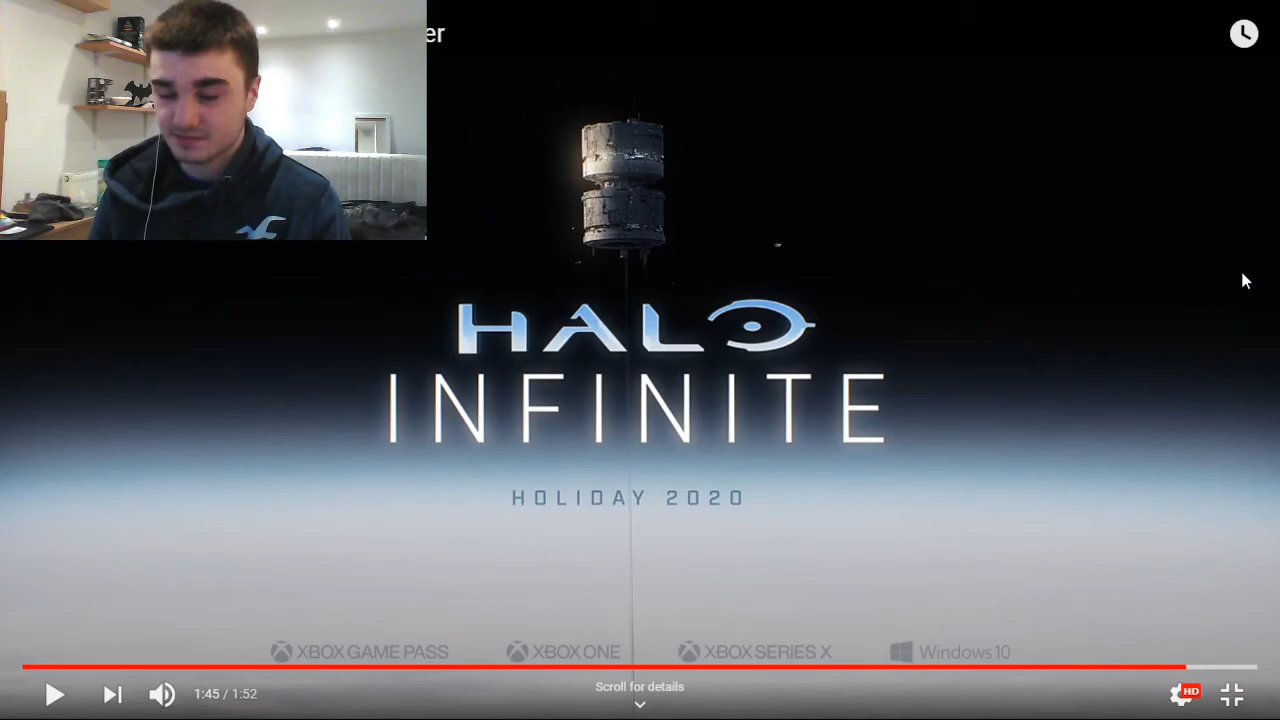 er
HALO
INFINITE
HOLIDAY 2020
XBOX GAME PASS XBOX ONE XBOX SERIES X Windows 10
Scroll for details
1:45 / 1:52
HD